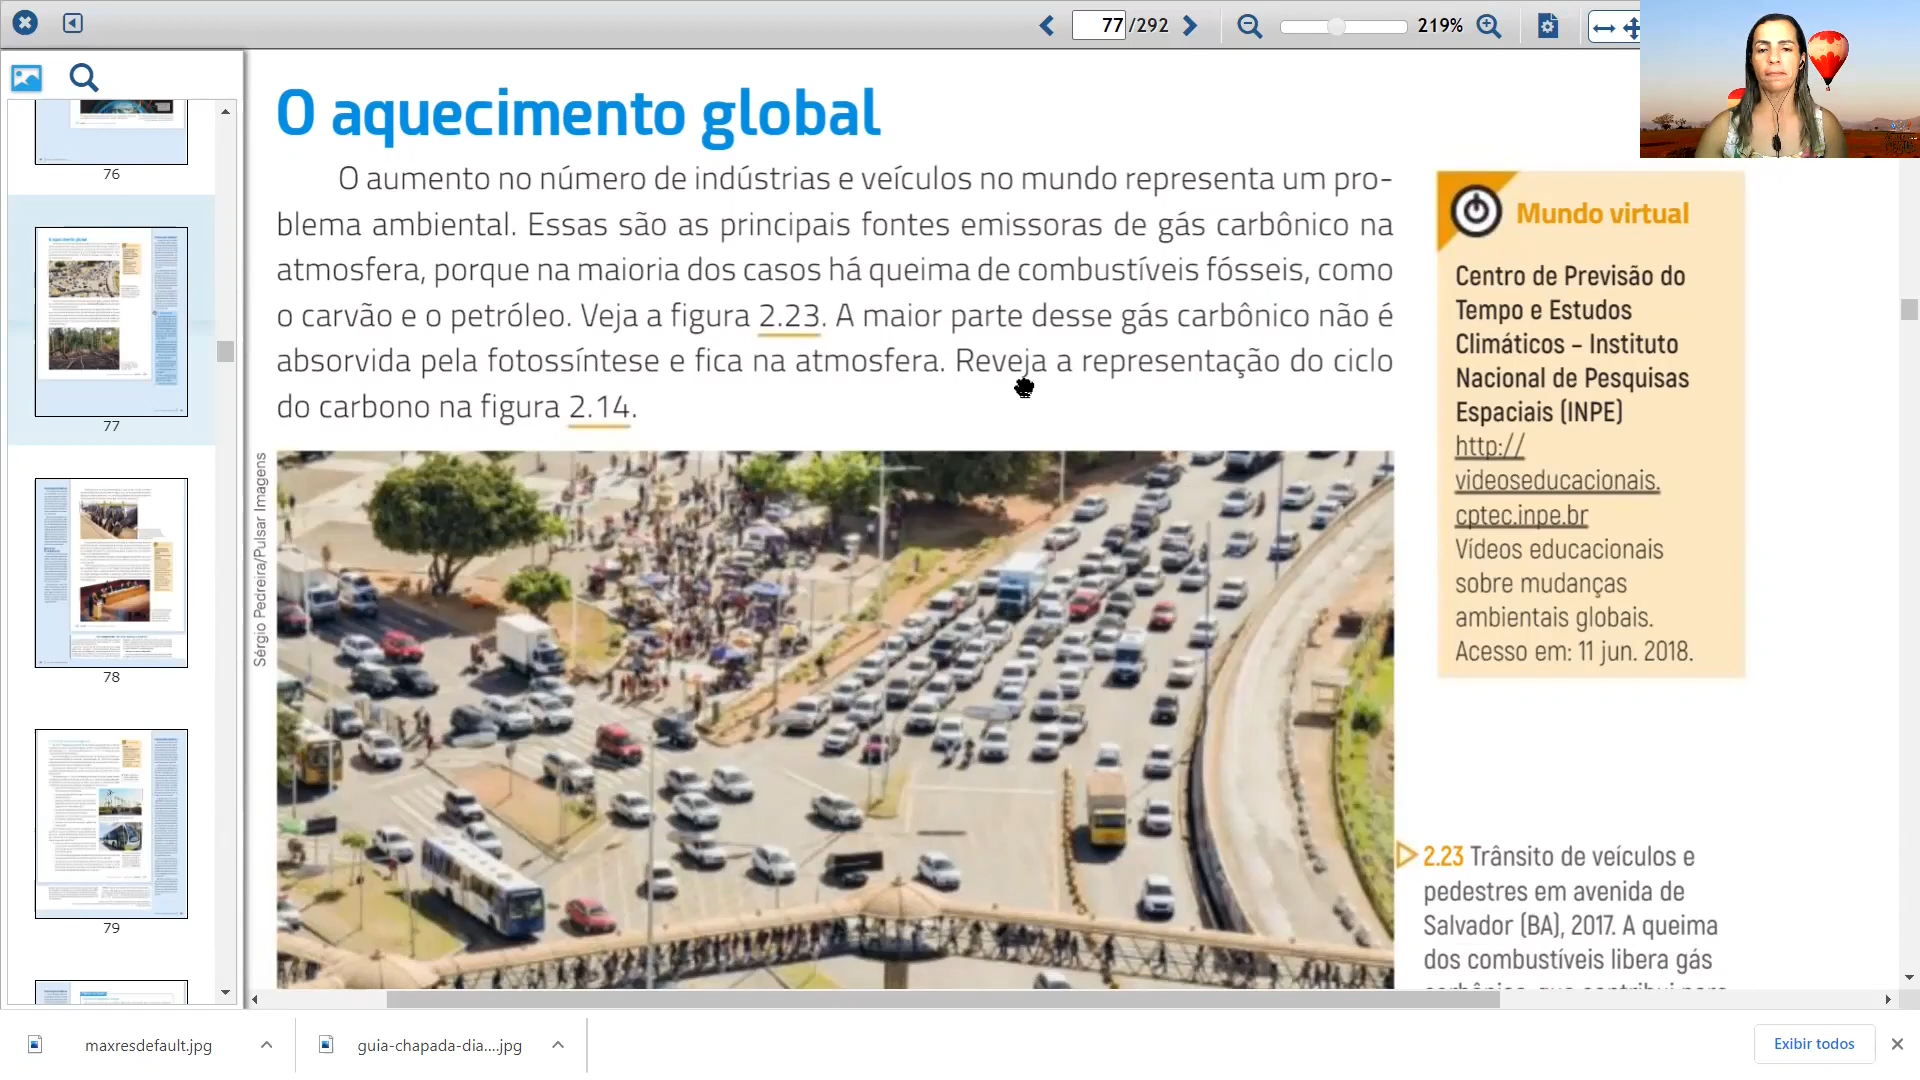 77 /292
219%
76
77
78
79
O aquecimento global
O aumento no número de indústrias e veículos no mundo representa um pro-
blema ambiental. Essas são as principais fontes emissoras de gás carbônico na
atmosfera, porque na maioria dos casos há queima de combustíveis fósseis, como
o carvão e o petróleo. Veja a figura 2.23. A maior parte desse gás carbônico não é
absorvida pela fotossíntese e fica na atmosfera. Reveja a representação do ciclo
do carbono na figura 2.14.
Sérgio Pedreira/Pulsar Imagens
Mundo virtual
Centro de Previsão do
Tempo e Estudos
Climáticos – Instituto
Nacional de Pesquisas
Espaciais (INPE)
http://
videoseducacionais.
cptec.inpe.br
Vídeos educacionais
sobre mudanças
ambientais globais.
Acesso em: 11 jun. 2018.
2.23 Trânsito de veículos e
pedestres em avenida de
Salvador (BA), 2017. A queima
dos combustíveis libera gás
maxresdefault.jpg
guia-chapada-dia....jpg
Exibir todos